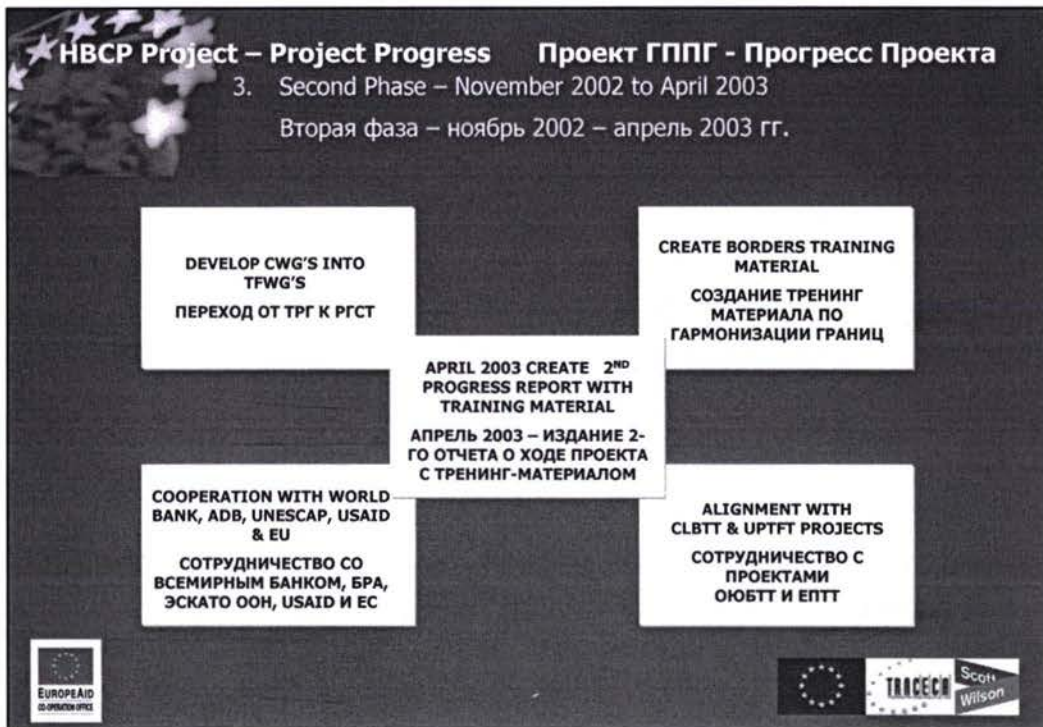 HBCP Project – Project Progress Проект ГППГ - Прогресс Проекта
3. Second Phase – November 2002 to April 2003
Вторая фаза – ноябрь 2002 – апрель 2003 гг.
DEVELOP CWG'S INTO
TFWG'S
ПЕРЕХОД ОТ ТРГ К РГСТ
CREATE BORDERS TRAINING
MATERIAL
СОЗДАНИЕ ТРЕНИНГ
МАТЕРИАЛА ПО
ГАРМОНИЗАЦИИ ГРАНИЦ
APRIL 2003 CREATE 2ND
PROGRESS REPORT WITH
TRAINING MATERIAL
АПРЕЛЬ 2003 – ИЗДАНИЕ 2-
ГО ОТЧЕТА О ХОДЕ ПРОЕКТА
С ТРЕНИНГ-МАТЕРИАЛОМ
COOPERATION WITH WORLD
BANK, ADB, UNESCAP, USAID
& EU
СОТРУДНИЧЕСТВО СО
ВСЕМИРНЫМ БАНКОМ, БРА,
ЭСКАТО ООН, USAID И ЕС
ALIGNMENT WITH
CLBTT & UPTFT PROJECTS
СОТРУДНИЧЕСТВО С
ПРОЕКТАМИ
ОЮБТТ И ЕПТТ
EUROPEAID
CO-OPERATION OFFICE
TRACECA
Scott
Wilson